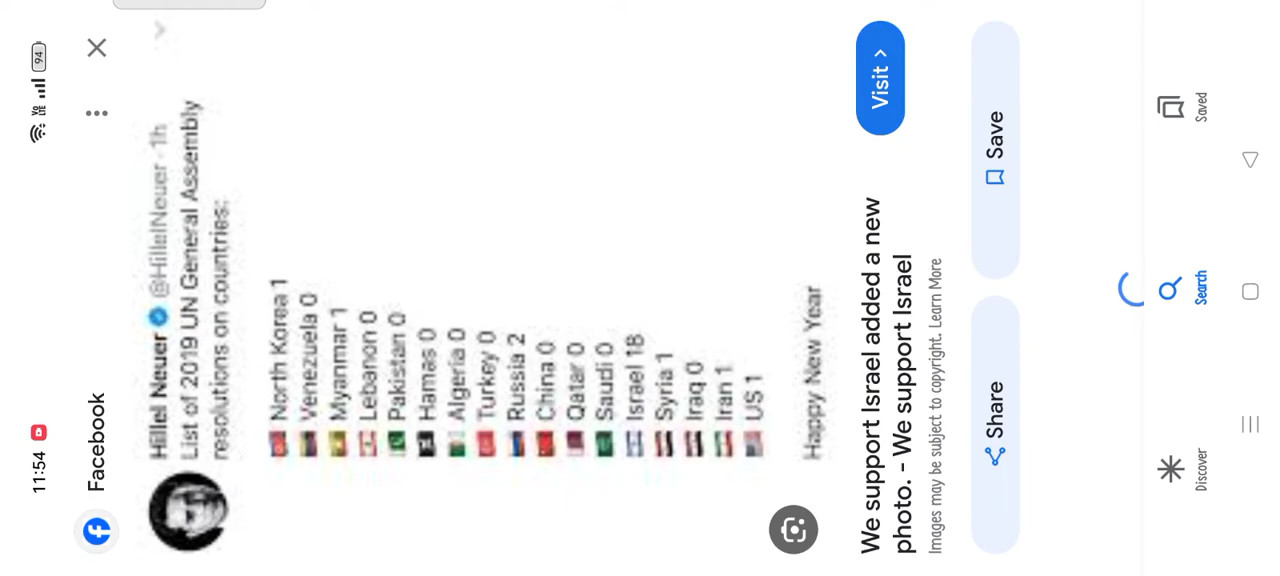 11:54
94
Facebook
Hillel Neuer @HillelNeuer · 1h
List of 2019 UN General Assembly
resolutions on countries:
North Korea 1
Venezuela 0
Myanmar 1
Lebanon 0
Pakistan 0
Hamas 0
Algeria 0
Turkey 0
Russia 2
China 0
Qatar 0
Saudi 0
Israel 18
Syria 1
Iraq 0
Iran 1
US 1
Happy New Year
We support Israel added a new
photo. - We support Israel
Visit >
Images may be subject to copyright. Learn More
Share
Save
Discover
Search
Saved